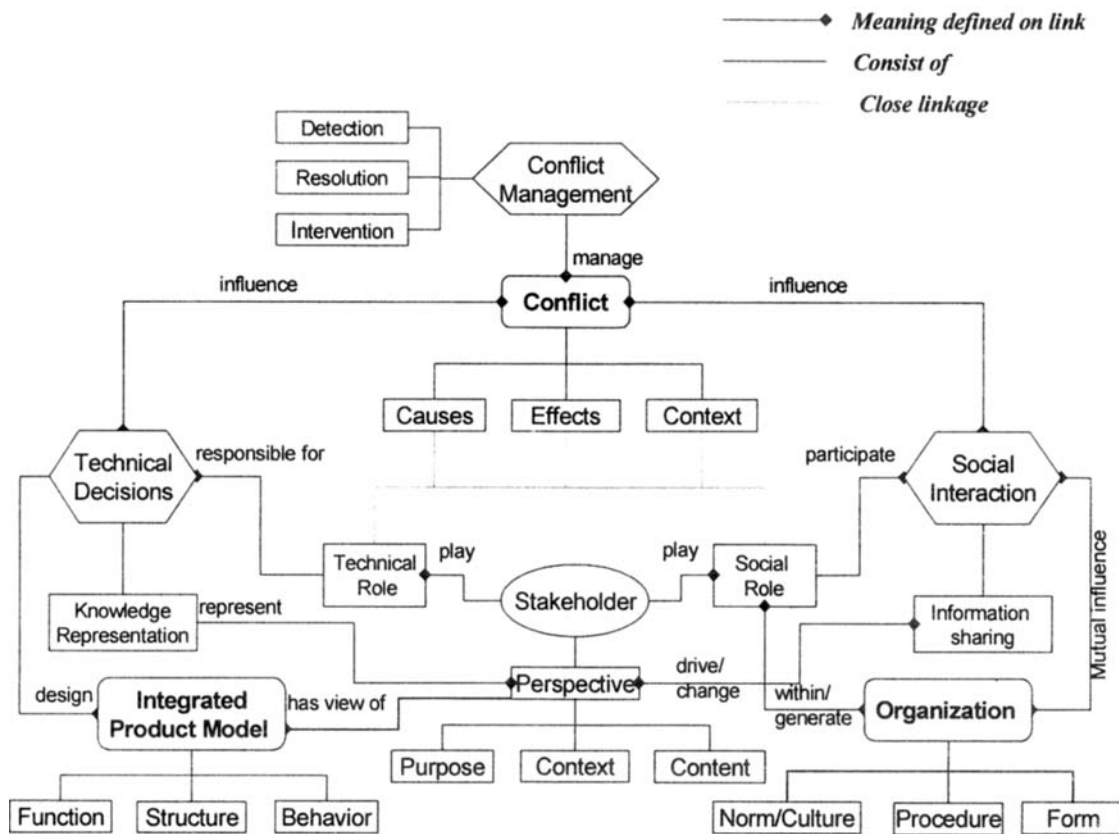 Meaning defined on link
Consist of
Close linkage
Detection
Resolution
Intervention
Conflict
Management
manage
influence
Conflict
influence
Causes
Effects
Context
Technical
Decisions
responsible for
participate
Social
Interaction
Technical
Role
play
Stakeholder
play
Social
Role
Knowledge
Representation
represent
Information
sharing
Mutual influence
Perspective
drive/
change
design
Integrated
Product Model
has view of
within/
generate
Organization
Purpose
Context
Content
Function
Structure
Behavior
Norm/Culture
Procedure
Form